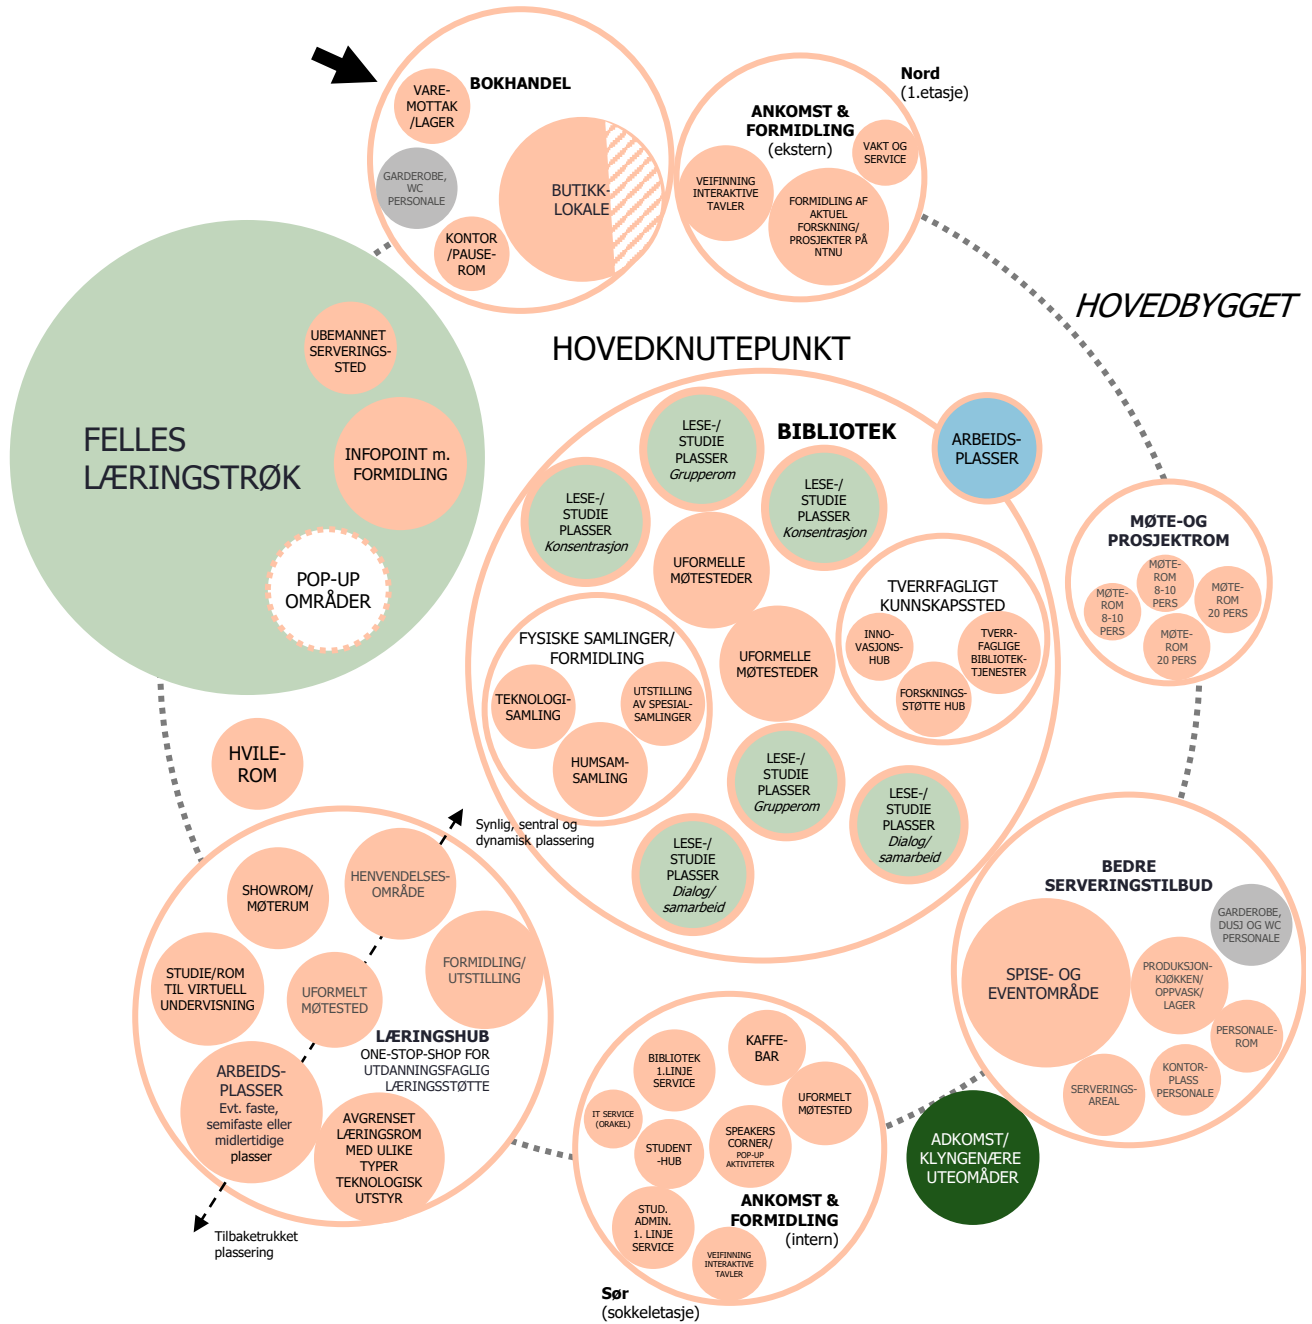 BOKHANDEL
VARE-
MOTTAK
/LAGER
GARDEROBE,
WC
PERSONALE
KONTOR
/PAUSE-
ROM
BUTIKK-
LOKALE
Nord
(1.etasje)
ANKOMST &
FORMIDLING
(ekstern)
VAKT OG
SERVICE
VEIFINNING
INTERAKTIVE
TAVLER
FORMIDLING AF
AKTUEL
FORSKNING/
PROSJEKTER PÅ
NTNU
HOVEDBYGGET
HOVEDKNUTEPUNKT
FELLES
LÆRINGSTRØK
UBEMANNET
SERVERINGS-
STED
INFOPOINT m.
FORMIDLING
POP-UP
OMRÅDER
BIBLIOTEK
ARBEIDS-
PLASSER
LESE-/
STUDIE
PLASSER
Grupperom
LESE-/
STUDIE
PLASSER
Konsentrasjon
LESE-/
STUDIE
PLASSER
Konsentrasjon
UFORMELLE
MØTESTEDER
UFORMELLE
MØTESTEDER
TVERRFAGLIGT
KUNNSKAPSSTED
INNO-
VASJONS-
HUB
TVERR-
FAGLIGE
BIBLIOTEK-
TJENESTER
FORSKNINGS-
STØTTE HUB
FYSISKE SAMLINGER/
FORMIDLING
TEKNOLOGI-
SAMLING
UTSTILLING
AV SPESIAL-
SAMLINGER
HUMSAM-
SAMLING
LESE-/
STUDIE
PLASSER
Grupperom
LESE-/
STUDIE
PLASSER
Dialog/
samarbeid
LESE-/
STUDIE
PLASSER
Dialog/
samarbeid
MØTE-OG
PROSJEKTROM
MØTE-
ROM
8-10
PERS
MØTE-
ROM
8-10
PERS
MØTE-
ROM
20 PERS
MØTE-
ROM
20 PERS
HVILE-
ROM
Synlig, sentral og
dynamisk plassering
HENVENDELSES-
OMRÅDE
SHOWROM/
MØTERUM
FORMIDLING/
UTSTILLING
STUDIE/ROM
TIL VIRTUELL
UNDERVISNING
UFORMELT
MØTESTED
LÆRINGSHUB
ONE-STOP-SHOP FOR
UTDANNINGSFAGLIG
LÆRINGSSTØTTE
ARBEIDS-
PLASSER
Evt. faste,
semifaste eller
midlertidige
plasser
AVGRENSET
LÆRINGSROM
MED ULIKE
TYPER
TEKNOLOGISK
UTSTYR
Tilbaketrukket
plassering
KAFFE-
BAR
BIBLIOTEK
1.LINJE
SERVICE
UFORMELT
MØTESTED
IT SERVICE
(ORAKEL)
STUDENT
-HUB
SPEAKERS
CORNER/
POP-UP
AKTIVITETER
STUD.
ADMIN.
1. LINJE
SERVICE
ANKOMST &
FORMIDLING
(intern)
VEIFINNING
INTERAKTIVE
TAVLER
Sør
(sokkeletasje)
BEDRE
SERVERINGSTILBUD
GARDEROBE,
DUSJ OG WC
PERSONALE
SPISE- OG
EVENTOMRÅDE
PRODUKSJON-
KJØKKEN/
OPPVASK/
LAGER
PERSONALE-
ROM
KONTOR-
PLASS
PERSONALE
SERVERINGS-
AREAL
ADKOMST/
KLYNGENÆRE
UTEOMÅDER